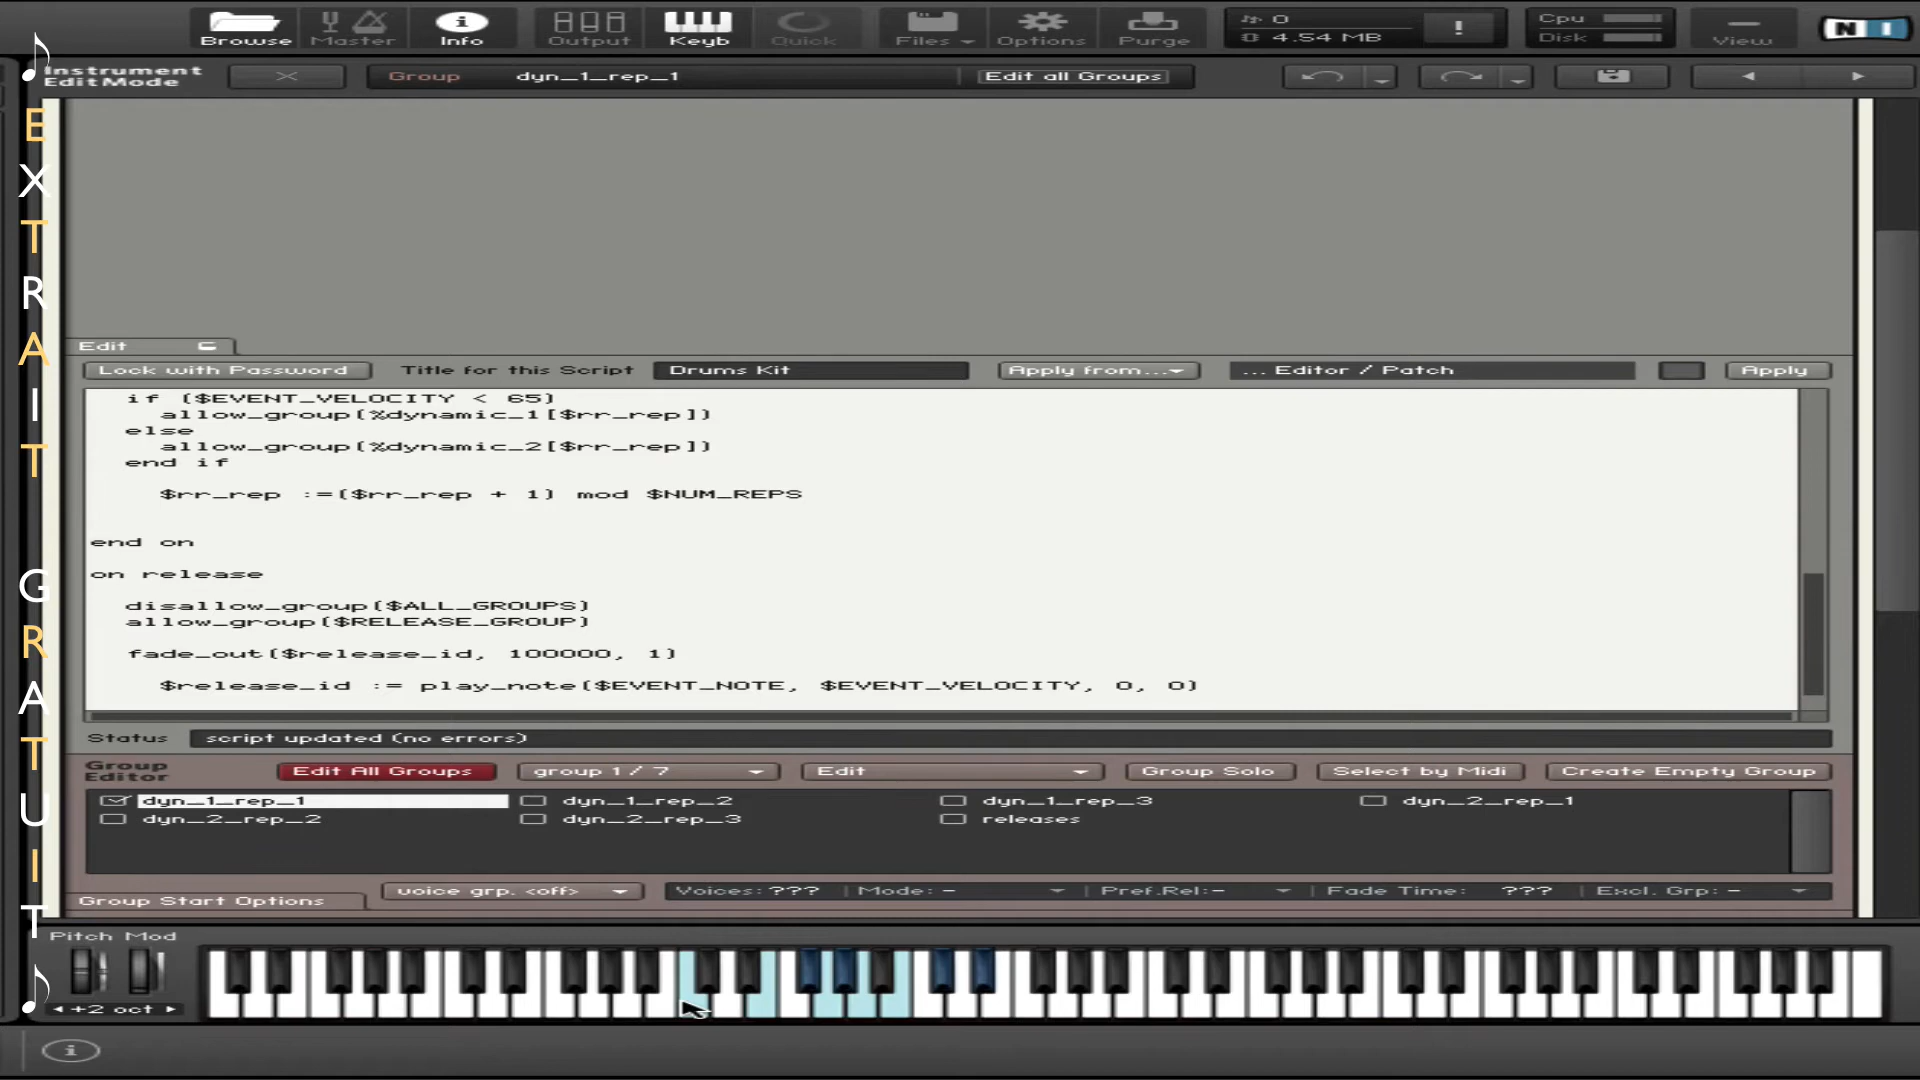 Browse Master Info Output Keyb Quick Files Options Purge 0 4.54 MB ! Cpu Disk View N I
Instrument EditMode Group dyn_1_rep_1 Edit all Groups
EXTRAIT GRATUIT
Edit
Lock with Password Title for this Script Drums Kit Apply from... ... Editor / Patch Apply
if ($EVENT_VELOCITY < 65)
allow_group(%dynamic_1[$rr_rep])
else
allow_group(%dynamic_2[$rr_rep])
end if
$rr_rep :=($rr_rep + 1) mod $NUM_REPS
end on
on release
disallow_group($ALL_GROUPS)
allow_group($RELEASE_GROUP)
fade_out($release_id, 100000, 1)
$release_id := play_note($EVENT_NOTE, $EVENT_VELOCITY, 0, 0)
Status script updated (no errors)
Group Editor Edit All Groups group 1 / 7 Edit Group Solo Select by Midi Create Empty Group
dyn_1_rep_1 dyn_1_rep_2 dyn_1_rep_3 dyn_2_rep_1
dyn_2_rep_2 dyn_2_rep_3 releases
Group Start Options voice grp. <off> Voices: ??? Mode: - Pref.Rel:- Fade Time: ??? Excl. Grp: -
Pitch Mod
+2 oct
i